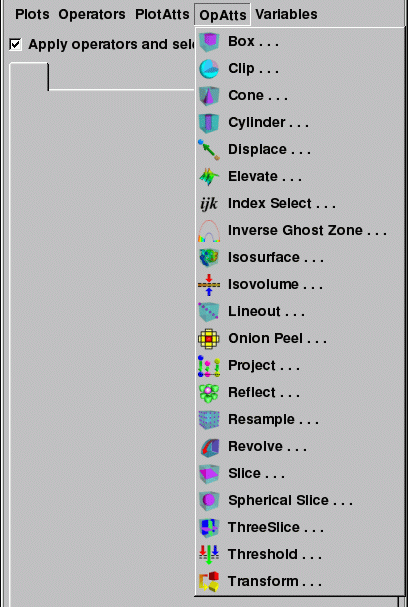 Plots Operators PlotAtts OpAtts Variables
Apply operators and sel
Box . . .
Clip . . .
Cone . . .
Cylinder . . .
Displace . . .
Elevate . . .
ijk Index Select . . .
Inverse Ghost Zone . . .
Isosurface . . .
Isovolume . . .
Lineout . . .
Onion Peel . . .
Project . . .
Reflect . . .
Resample . . .
Revolve . . .
Slice . . .
Spherical Slice . . .
ThreeSlice . . .
Threshold . . .
Transform . . .